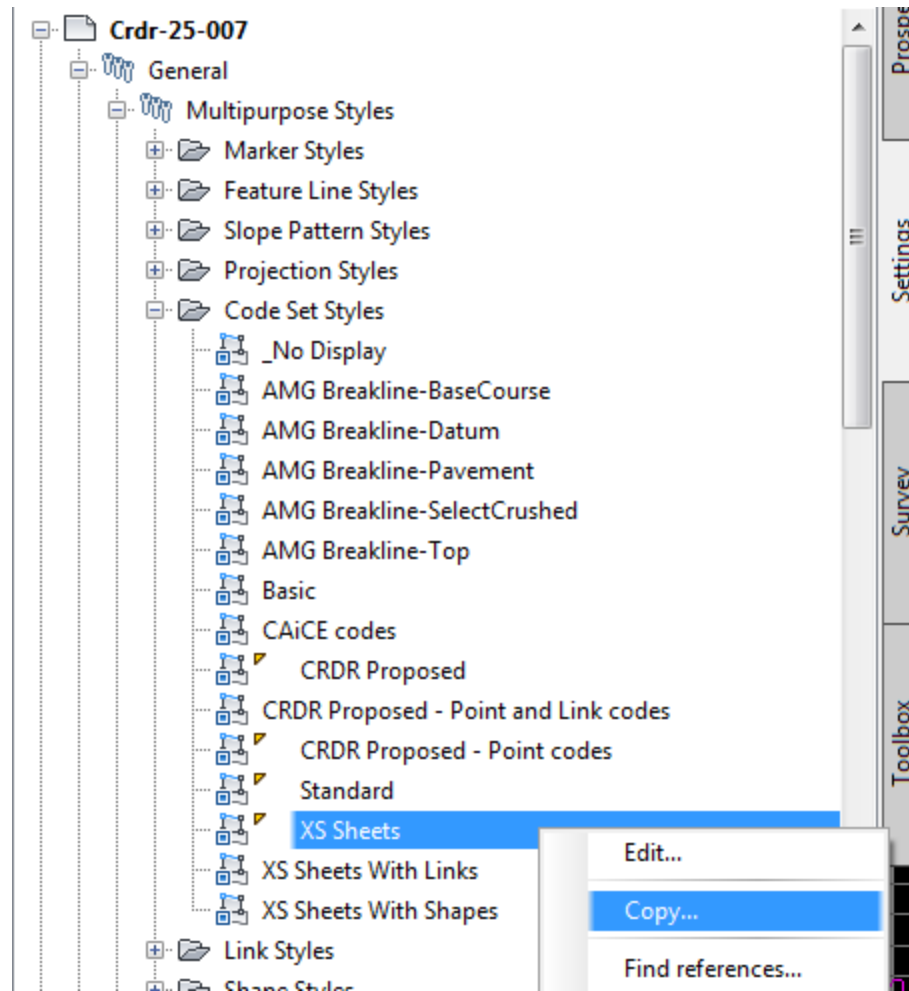 Crdr-25-007
General
Multipurpose Styles
Marker Styles
Feature Line Styles
Slope Pattern Styles
Projection Styles
Code Set Styles
_No Display
AMG Breakline-BaseCourse
AMG Breakline-Datum
AMG Breakline-Pavement
AMG Breakline-SelectCrushed
AMG Breakline-Top
Basic
CAiCE codes
CRDR Proposed
CRDR Proposed - Point and Link codes
CRDR Proposed - Point codes
Standard
XS Sheets
XS Sheets With Links
XS Sheets With Shapes
Link Styles
Shape Styles
Edit...
Copy...
Find references...
Prospe
Settings
Survey
Toolbox